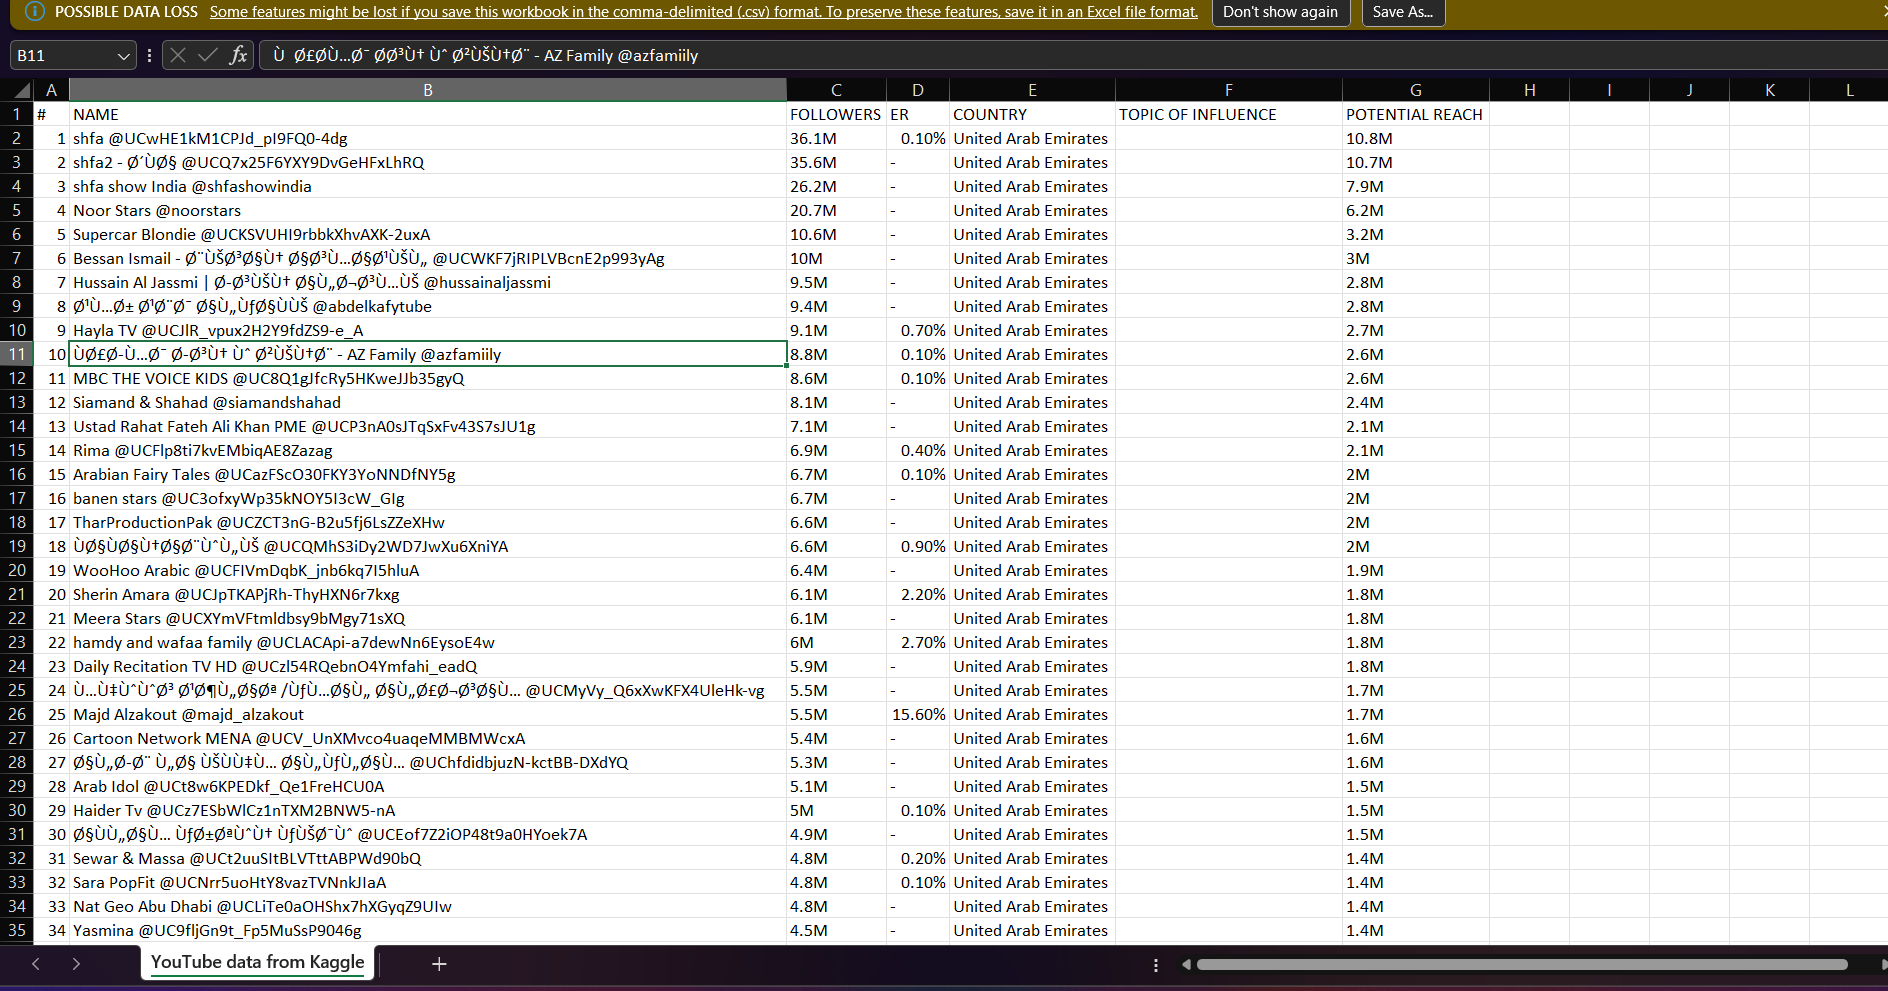 POSSIBLE DATA LOSS Some features might be lost if you save this workbook in the comma-delimited (.csv) format. To preserve these features, save it in an Excel file format. Don't show again Save As...
B11 fx Ù Ø£ØÙ…Ø¯ ØØ³Ù† Ùˆ Ø²ÙŠÙ†Ø¨ - AZ Family @azfamiily
A B C D E F G H I J K L
1 # NAME FOLLOWERS ER COUNTRY TOPIC OF INFLUENCE POTENTIAL REACH
2 1 shfa @UCwHE1kM1CPJd_pI9FQ0-4dg 36.1M 0.10% United Arab Emirates 10.8M
3 2 shfa2 - Ø´ÙØ§ @UCQ7x25F6YXY9DvGeHFxLhRQ 35.6M - United Arab Emirates 10.7M
4 3 shfa show India @shfashowindia 26.2M - United Arab Emirates 7.9M
5 4 Noor Stars @noorstars 20.7M - United Arab Emirates 6.2M
6 5 Supercar Blondie @UCKSVUHI9rbbkXhvAXK-2uxA 10.6M - United Arab Emirates 3.2M
7 6 Bessan Ismail - Ø¨ÙŠØ³Ø§Ù† Ø§Ø³Ù…Ø§Ø¹ÙŠÙ„ @UCWKF7jRIPLVBcnE2p993yAg 10M - United Arab Emirates 3M
8 7 Hussain Al Jassmi | Ø-Ø³ÙŠÙ† Ø§Ù„Ø¬Ø³Ù…ÙŠ @hussainaljassmi 9.5M - United Arab Emirates 2.8M
9 8 Ø¹Ù…Ø± Ø¹Ø¨Ø¯ Ø§Ù„ÙƒØ§ÙÙŠ @abdelkafytube 9.4M - United Arab Emirates 2.8M
10 9 Hayla TV @UCJlR_vpux2H2Y9fdZS9-e_A 9.1M 0.70% United Arab Emirates 2.7M
11 10 ÙØ£Ø-Ù…Ø¯ Ø-Ø³Ù† Ùˆ Ø²ÙŠÙ†Ø¨ - AZ Family @azfamiily 8.8M 0.10% United Arab Emirates 2.6M
12 11 MBC THE VOICE KIDS @UC8Q1gJfcRy5HKweJJb35gyQ 8.6M 0.10% United Arab Emirates 2.6M
13 12 Siamand & Shahad @siamandshahad 8.1M - United Arab Emirates 2.4M
14 13 Ustad Rahat Fateh Ali Khan PME @UCP3nA0sJTqSxFv43S7sJU1g 7.1M - United Arab Emirates 2.1M
15 14 Rima @UCFlp8ti7kvEMbiqAE8Zazag 6.9M 0.40% United Arab Emirates 2.1M
16 15 Arabian Fairy Tales @UCazFScO30FKY3YoNNDfNY5g 6.7M 0.10% United Arab Emirates 2M
17 16 banen stars @UC3ofxyWp35kNOY5I3cW_GIg 6.7M - United Arab Emirates 2M
18 17 TharProductionPak @UCZCT3nG-B2u5fj6LsZZeXHw 6.6M - United Arab Emirates 2M
19 18 ÙØ§ÙØ§Ù†Ø§Ø¨ÙˆÙ„ÙŠ @UCQMhS3iDy2WD7JwXu6XniYA 6.6M 0.90% United Arab Emirates 2M
20 19 WooHoo Arabic @UCFIVmDqbK_jnb6kq7I5hluA 6.4M - United Arab Emirates 1.9M
21 20 Sherin Amara @UCJpTKAPjRh-ThyHXN6r7kxg 6.1M 2.20% United Arab Emirates 1.8M
22 21 Meera Stars @UCXYmVFtmldbsy9bMgy71sXQ 6.1M - United Arab Emirates 1.8M
23 22 hamdy and wafaa family @UCLACApi-a7dewNn6EysoE4w 6M 2.70% United Arab Emirates 1.8M
24 23 Daily Recitation TV HD @UCzl54RQebnO4Ymfahi_eadQ 5.9M - United Arab Emirates 1.8M
25 24 Ù…Ù‡ÙˆÙˆØ³ Ø¹Ø¶Ù„Ø§Øª /ÙƒÙ…Ø§Ù„ Ø§Ù„Ø£Ø¬Ø³Ø§Ù… @UCMyVy_Q6xXwKFX4UleHk-vg 5.5M - United Arab Emirates 1.7M
26 25 Majd Alzakout @majd_alzakout 5.5M 15.60% United Arab Emirates 1.7M
27 26 Cartoon Network MENA @UCV_UnXMvco4uaqeMMBMWcxA 5.4M - United Arab Emirates 1.6M
28 27 Ø§Ù„Ø-Ø¨ Ù„Ø§ ÙŠÙÙ‡Ù… Ø§Ù„ÙƒÙ„Ø§Ù… @UChfdidbjuzN-kctBB-DXdYQ 5.3M - United Arab Emirates 1.6M
29 28 Arab Idol @UCt8w6KPEDkf_Qe1FreHCU0A 5.1M - United Arab Emirates 1.5M
30 29 Haider Tv @UCz7ESbWlCz1nTXM2BNW5-nA 5M 0.10% United Arab Emirates 1.5M
31 30 Ø§ÙÙ„Ø§Ù… ÙƒØ±ØªÙˆÙ† ÙƒÙŠØ¯Ùˆ @UCEof7Z2iOP48t9a0HYoek7A 4.9M - United Arab Emirates 1.5M
32 31 Sewar & Massa @UCt2uuSItBLVTttABPWd90bQ 4.8M 0.20% United Arab Emirates 1.4M
33 32 Sara PopFit @UCNrr5uoHtY8vazTVNnkJIaA 4.8M 0.10% United Arab Emirates 1.4M
34 33 Nat Geo Abu Dhabi @UCLiTe0aOHShx7hXGyqZ9UIw 4.8M - United Arab Emirates 1.4M
35 34 Yasmina @UC9fljGn9t_Fp5MuSsP9046g 4.5M - United Arab Emirates 1.4M
YouTube data from Kaggle